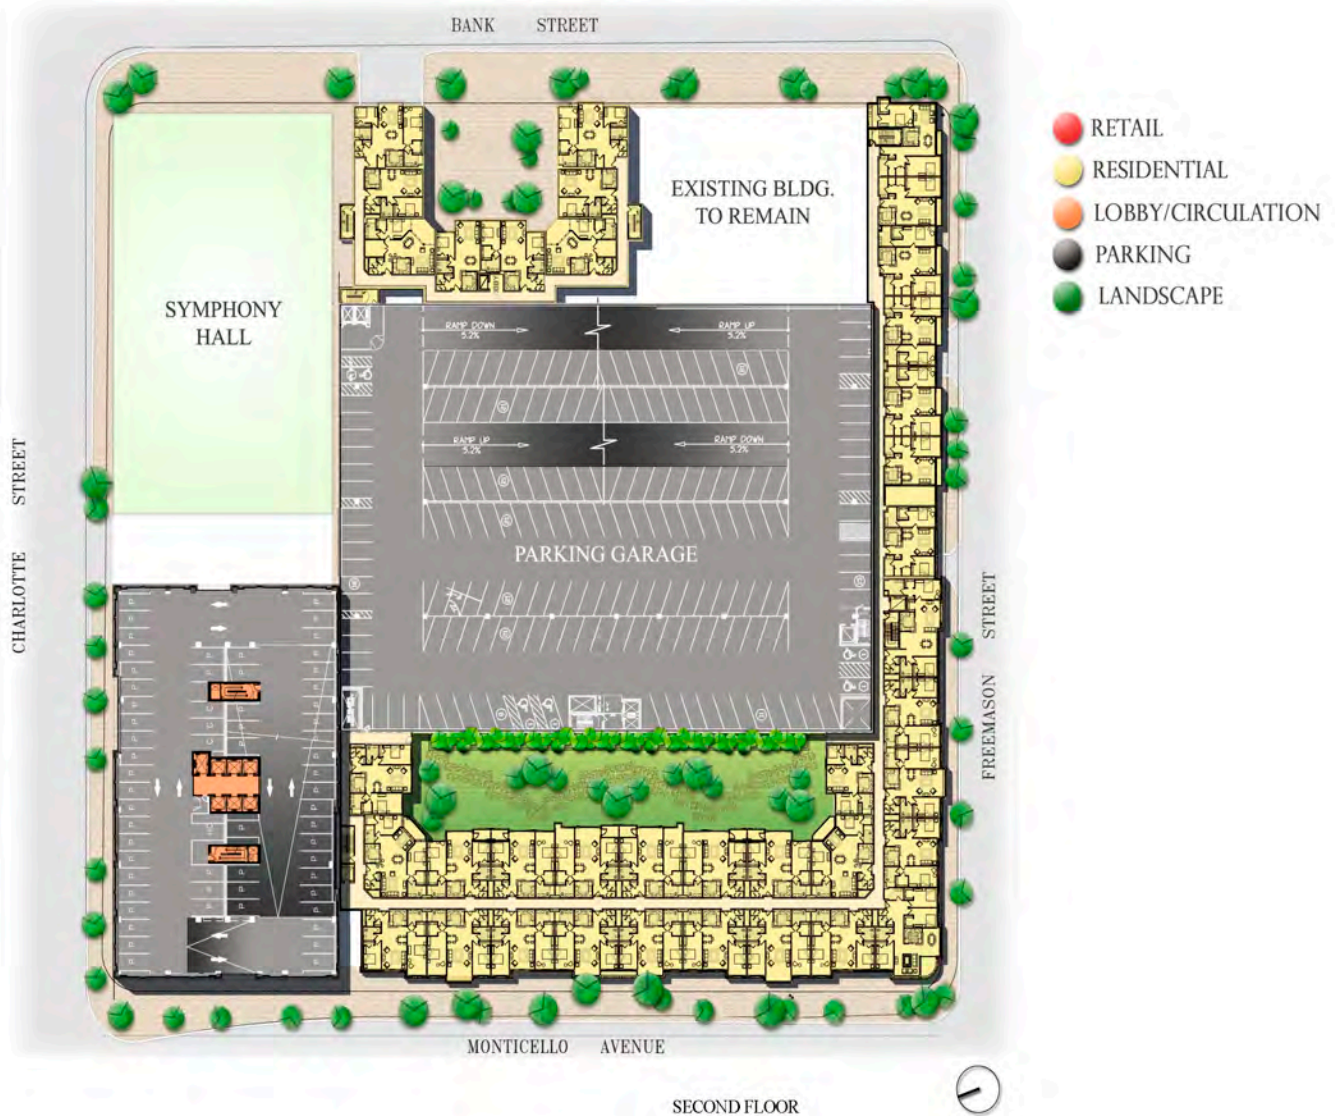 BANK STREET
RETAIL
RESIDENTIAL
LOBBY/CIRCULATION
PARKING
LANDSCAPE
EXISTING BLDG.
TO REMAIN
SYMPHONY
HALL
RAMP DOWN
5.2%
RAMP UP
5.2%
RAMP UP
5.2%
RAMP DOWN
5.2%
PARKING GARAGE
CHARLOTTE STREET
FREEMASON STREET
MONTICELLO AVENUE
SECOND FLOOR